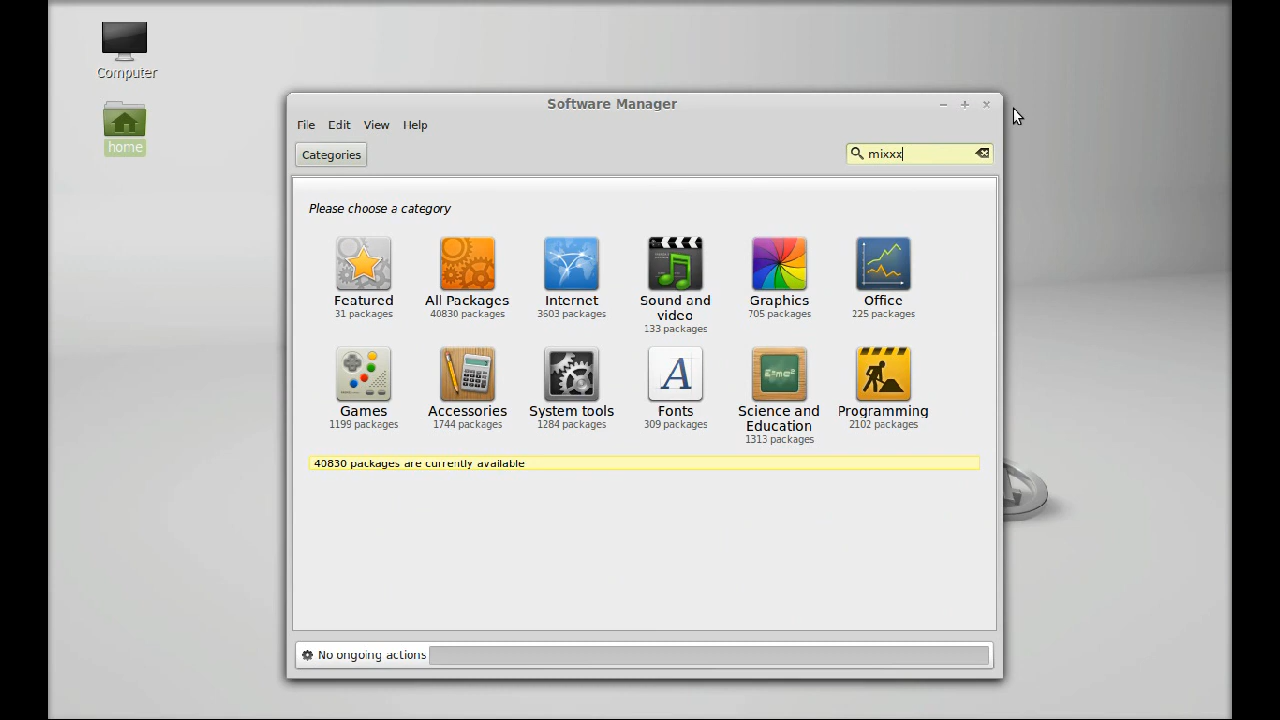 Computer
home
Software Manager
File Edit View Help
Categories
mixxx
Please choose a category
Featured
31 packages
All Packages
40830 packages
Internet
3603 packages
Sound and
video
133 packages
Graphics
705 packages
Office
225 packages
Games
1199 packages
Accessories
1744 packages
System tools
1284 packages
A
Fonts
309 packages
E=mc²
Science and
Education
1313 packages
Programming
2102 packages
40830 packages are currently available
No ongoing actions